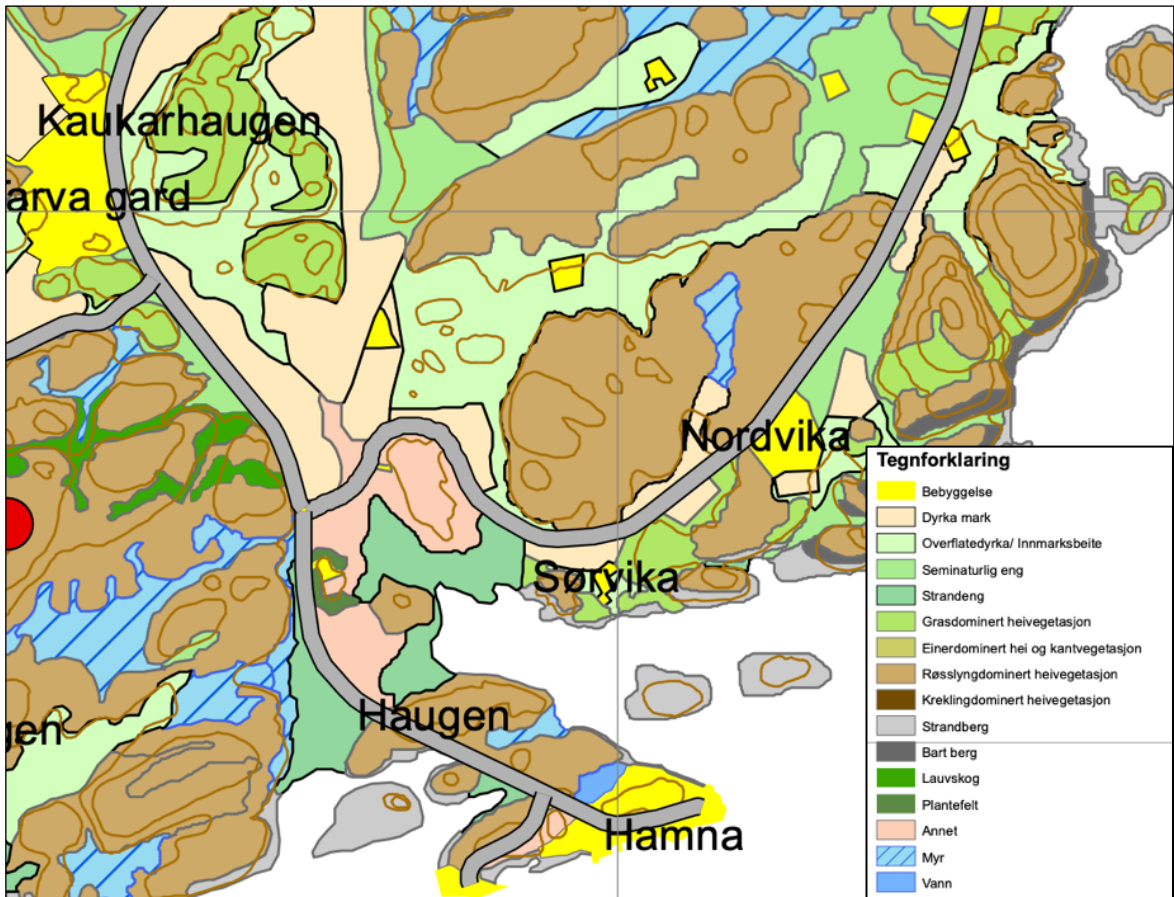 Kaukarhaugen
arva gard
Nordvika
Sørvika
Haugen
gen
Hamna
Tegnforklaring
Bebyggelse
Dyrka mark
Overflatedyrka/ Innmarksbeite
Seminaturlig eng
Strandeng
Grasdominert heivegetasjon
Einerdominert hei og kantvegetasjon
Røsslyngdominert heivegetasjon
Kreklingdominert heivegetasjon
Strandberg
Bart berg
Lauvskog
Plantefelt
Annet
Myr
Vann